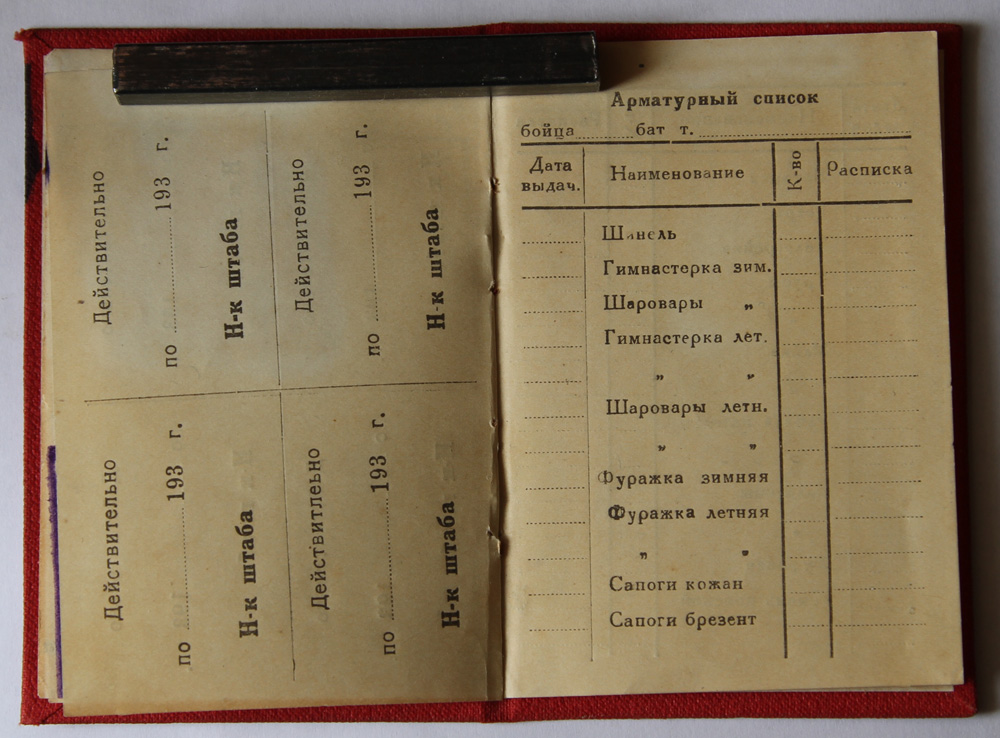 Действительно
по ........ 193 г.
Н-к штаба
Действительно
по ........ 193 г.
Н-к штаба
Действитлеьно
по ........ 193 г.
Н-к штаба
Действительно
по ........ 193 г.
Н-к штаба
Арматурный список
бойца ........ бат т. ........
Дата выдач. Наименование К-во Расписка
Шинель
Гимнастерка зим.
Шаровары „
Гимнастерка лет.
„ „
Шаровары летн.
„ „
Фуражка зимняя
Фуражка летняя
„ „
Сапоги кожан
Сапоги брезент